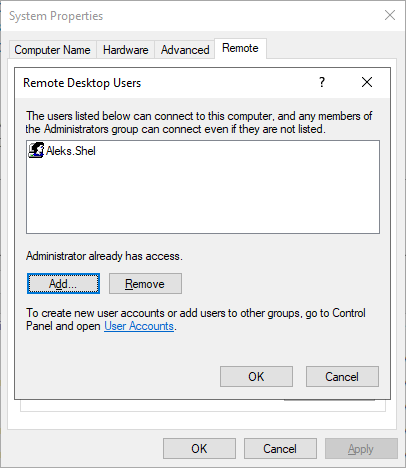 System Properties
Computer Name
Hardware
Advanced
Remote
Remote Desktop Users
?
The users listed below can connect to this computer, and any members of
the Administrators group can connect even if they are not listed.
Aleks.Shel
Administrator already has access.
Add...
Remove
To create new user accounts or add users to other groups, go to Control
Panel and open User Accounts.
OK
Cancel
OK
Cancel
Apply